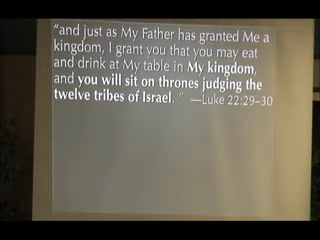 “and just as My Father has granted Me a
kingdom, I grant you that you may eat
and drink at My table in My kingdom,
and you will sit on thrones judging the
twelve tribes of Israel. ” —Luke 22:29–30